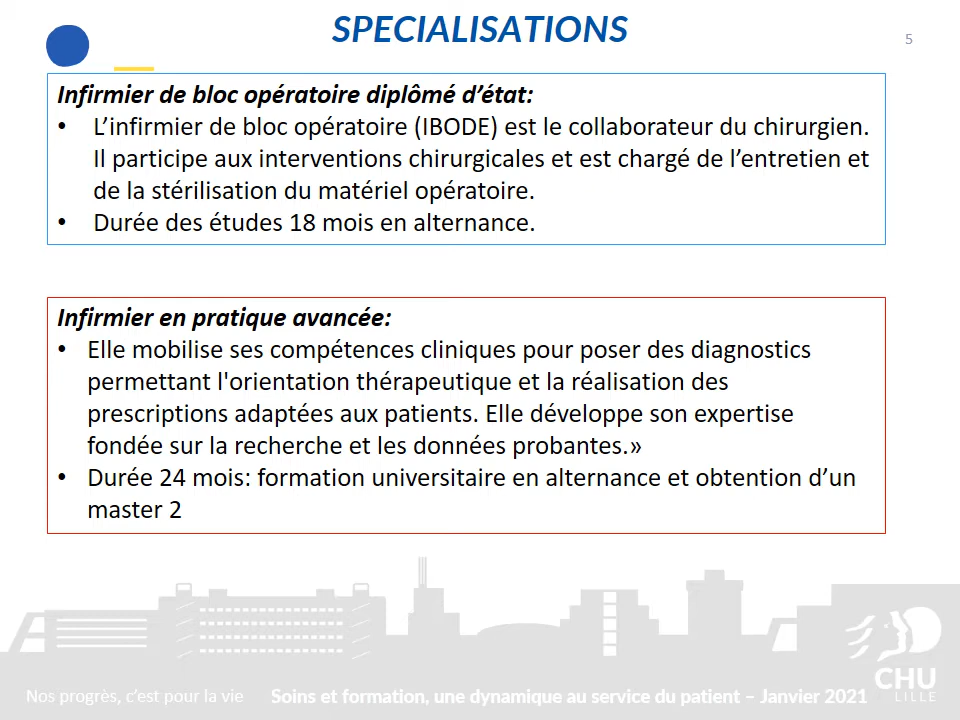 SPECIALISATIONS
5
Infirmier de bloc opératoire diplômé d’état:
• L’infirmier de bloc opératoire (IBODE) est le collaborateur du chirurgien.
Il participe aux interventions chirurgicales et est chargé de l’entretien et
de la stérilisation du matériel opératoire.
• Durée des études 18 mois en alternance.
Infirmier en pratique avancée:
• Elle mobilise ses compétences cliniques pour poser des diagnostics
permettant l'orientation thérapeutique et la réalisation des
prescriptions adaptées aux patients. Elle développe son expertise
fondée sur la recherche et les données probantes.»
• Durée 24 mois: formation universitaire en alternance et obtention d’un
master 2
Nos progrès, c’est pour la vie
Soins et formation, une dynamique au service du patient – Janvier 2021
CHU
LILLE